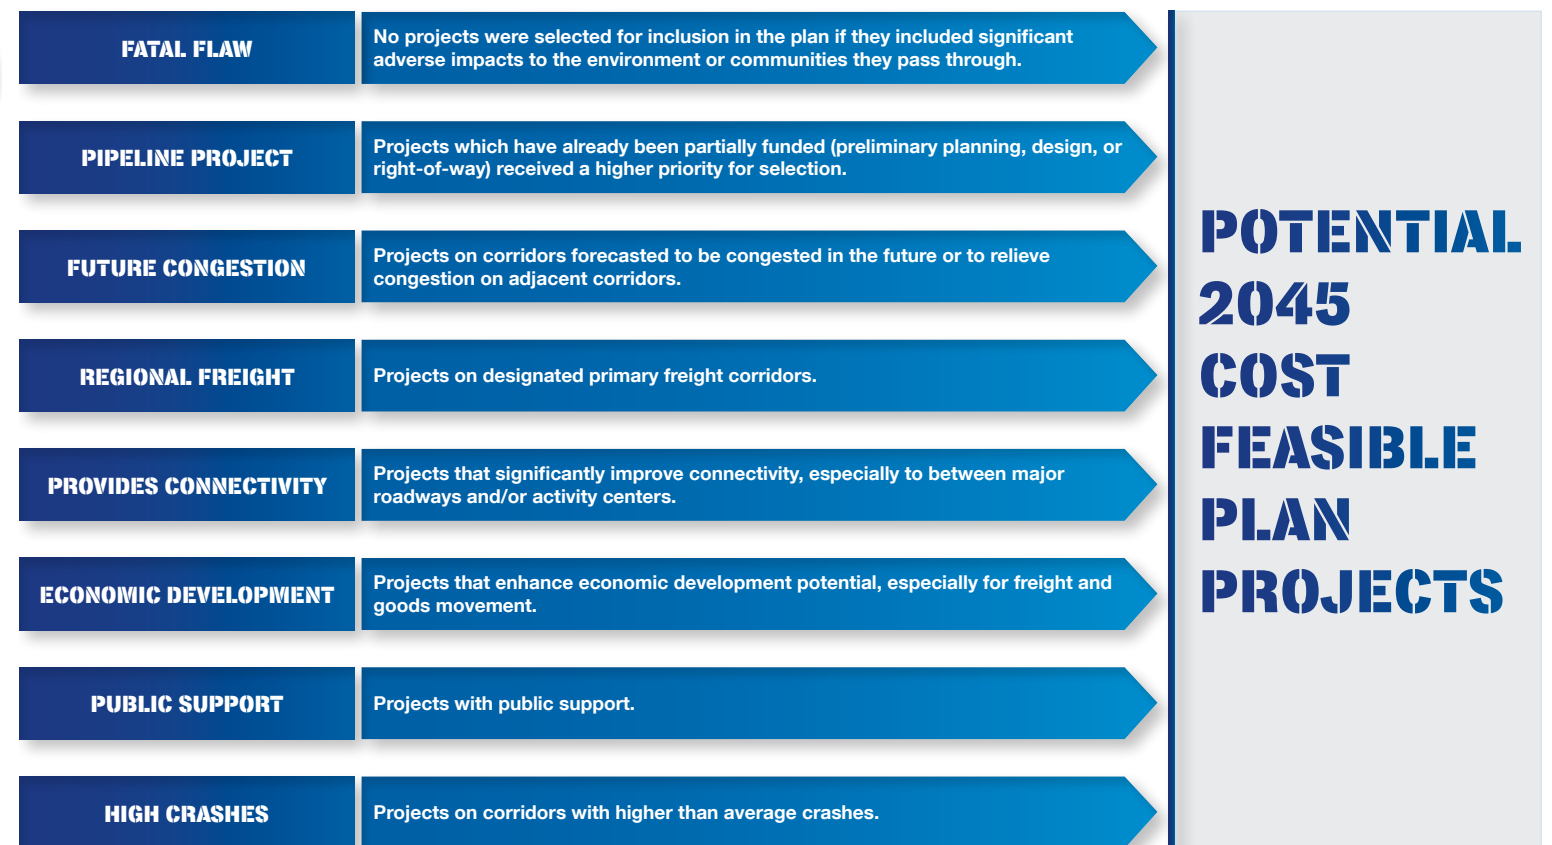 FATAL FLAW
No projects were selected for inclusion in the plan if they included significant
adverse impacts to the environment or communities they pass through.
PIPELINE PROJECT
Projects which have already been partially funded (preliminary planning, design, or
right-of-way) received a higher priority for selection.
FUTURE CONGESTION
Projects on corridors forecasted to be congested in the future or to relieve
congestion on adjacent corridors.
REGIONAL FREIGHT
Projects on designated primary freight corridors.
PROVIDES CONNECTIVITY
Projects that significantly improve connectivity, especially to between major
roadways and/or activity centers.
ECONOMIC DEVELOPMENT
Projects that enhance economic development potential, especially for freight and
goods movement.
PUBLIC SUPPORT
Projects with public support.
HIGH CRASHES
Projects on corridors with higher than average crashes.
POTENTIAL
2045
COST
FEASIBLE
PLAN
PROJECTS